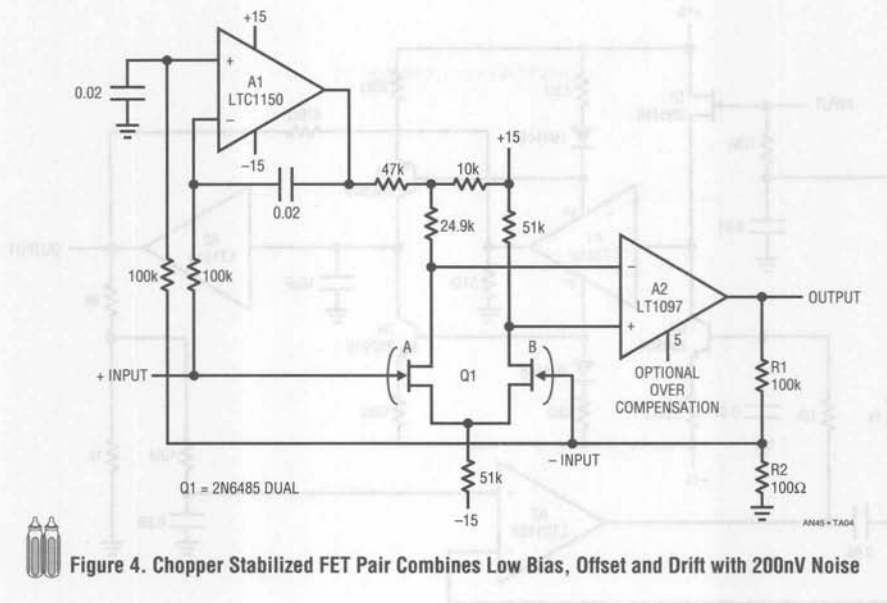 +15
A1
LTC1150
+
−
−15
0.02
0.02
47k
10k
+15
24.9k
51k
100k
100k
A2
LT1097
−
+
5
OUTPUT
OPTIONAL
OVER
COMPENSATION
A
B
Q1
+ INPUT
− INPUT
R1
100k
R2
100Ω
51k
−15
Q1 = 2N6485 DUAL
AN45 • TA04
Figure 4. Chopper Stabilized FET Pair Combines Low Bias, Offset and Drift with 200nV Noise